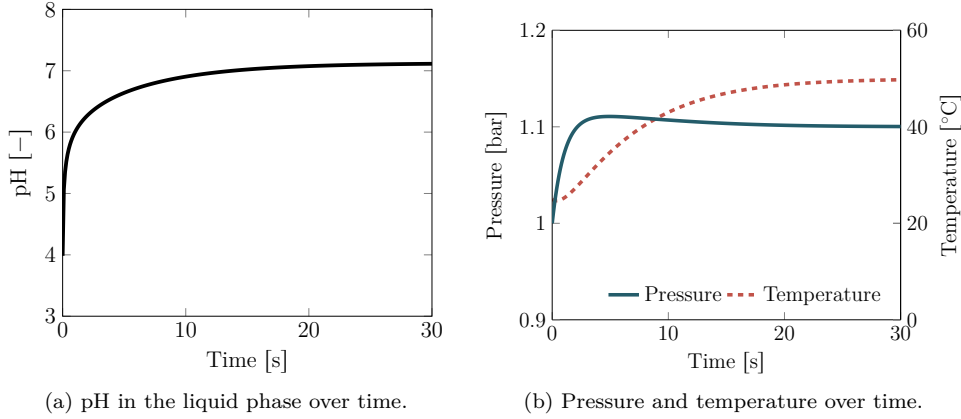 8
7
6
5
4
3
pH [−]
0
10
20
30
Time [s]
(a) pH in the liquid phase over time.
1.2
1.1
1
0.9
Pressure [bar]
60
40
20
0
Temperature [°C]
Pressure
Temperature
0
10
20
30
Time [s]
(b) Pressure and temperature over time.